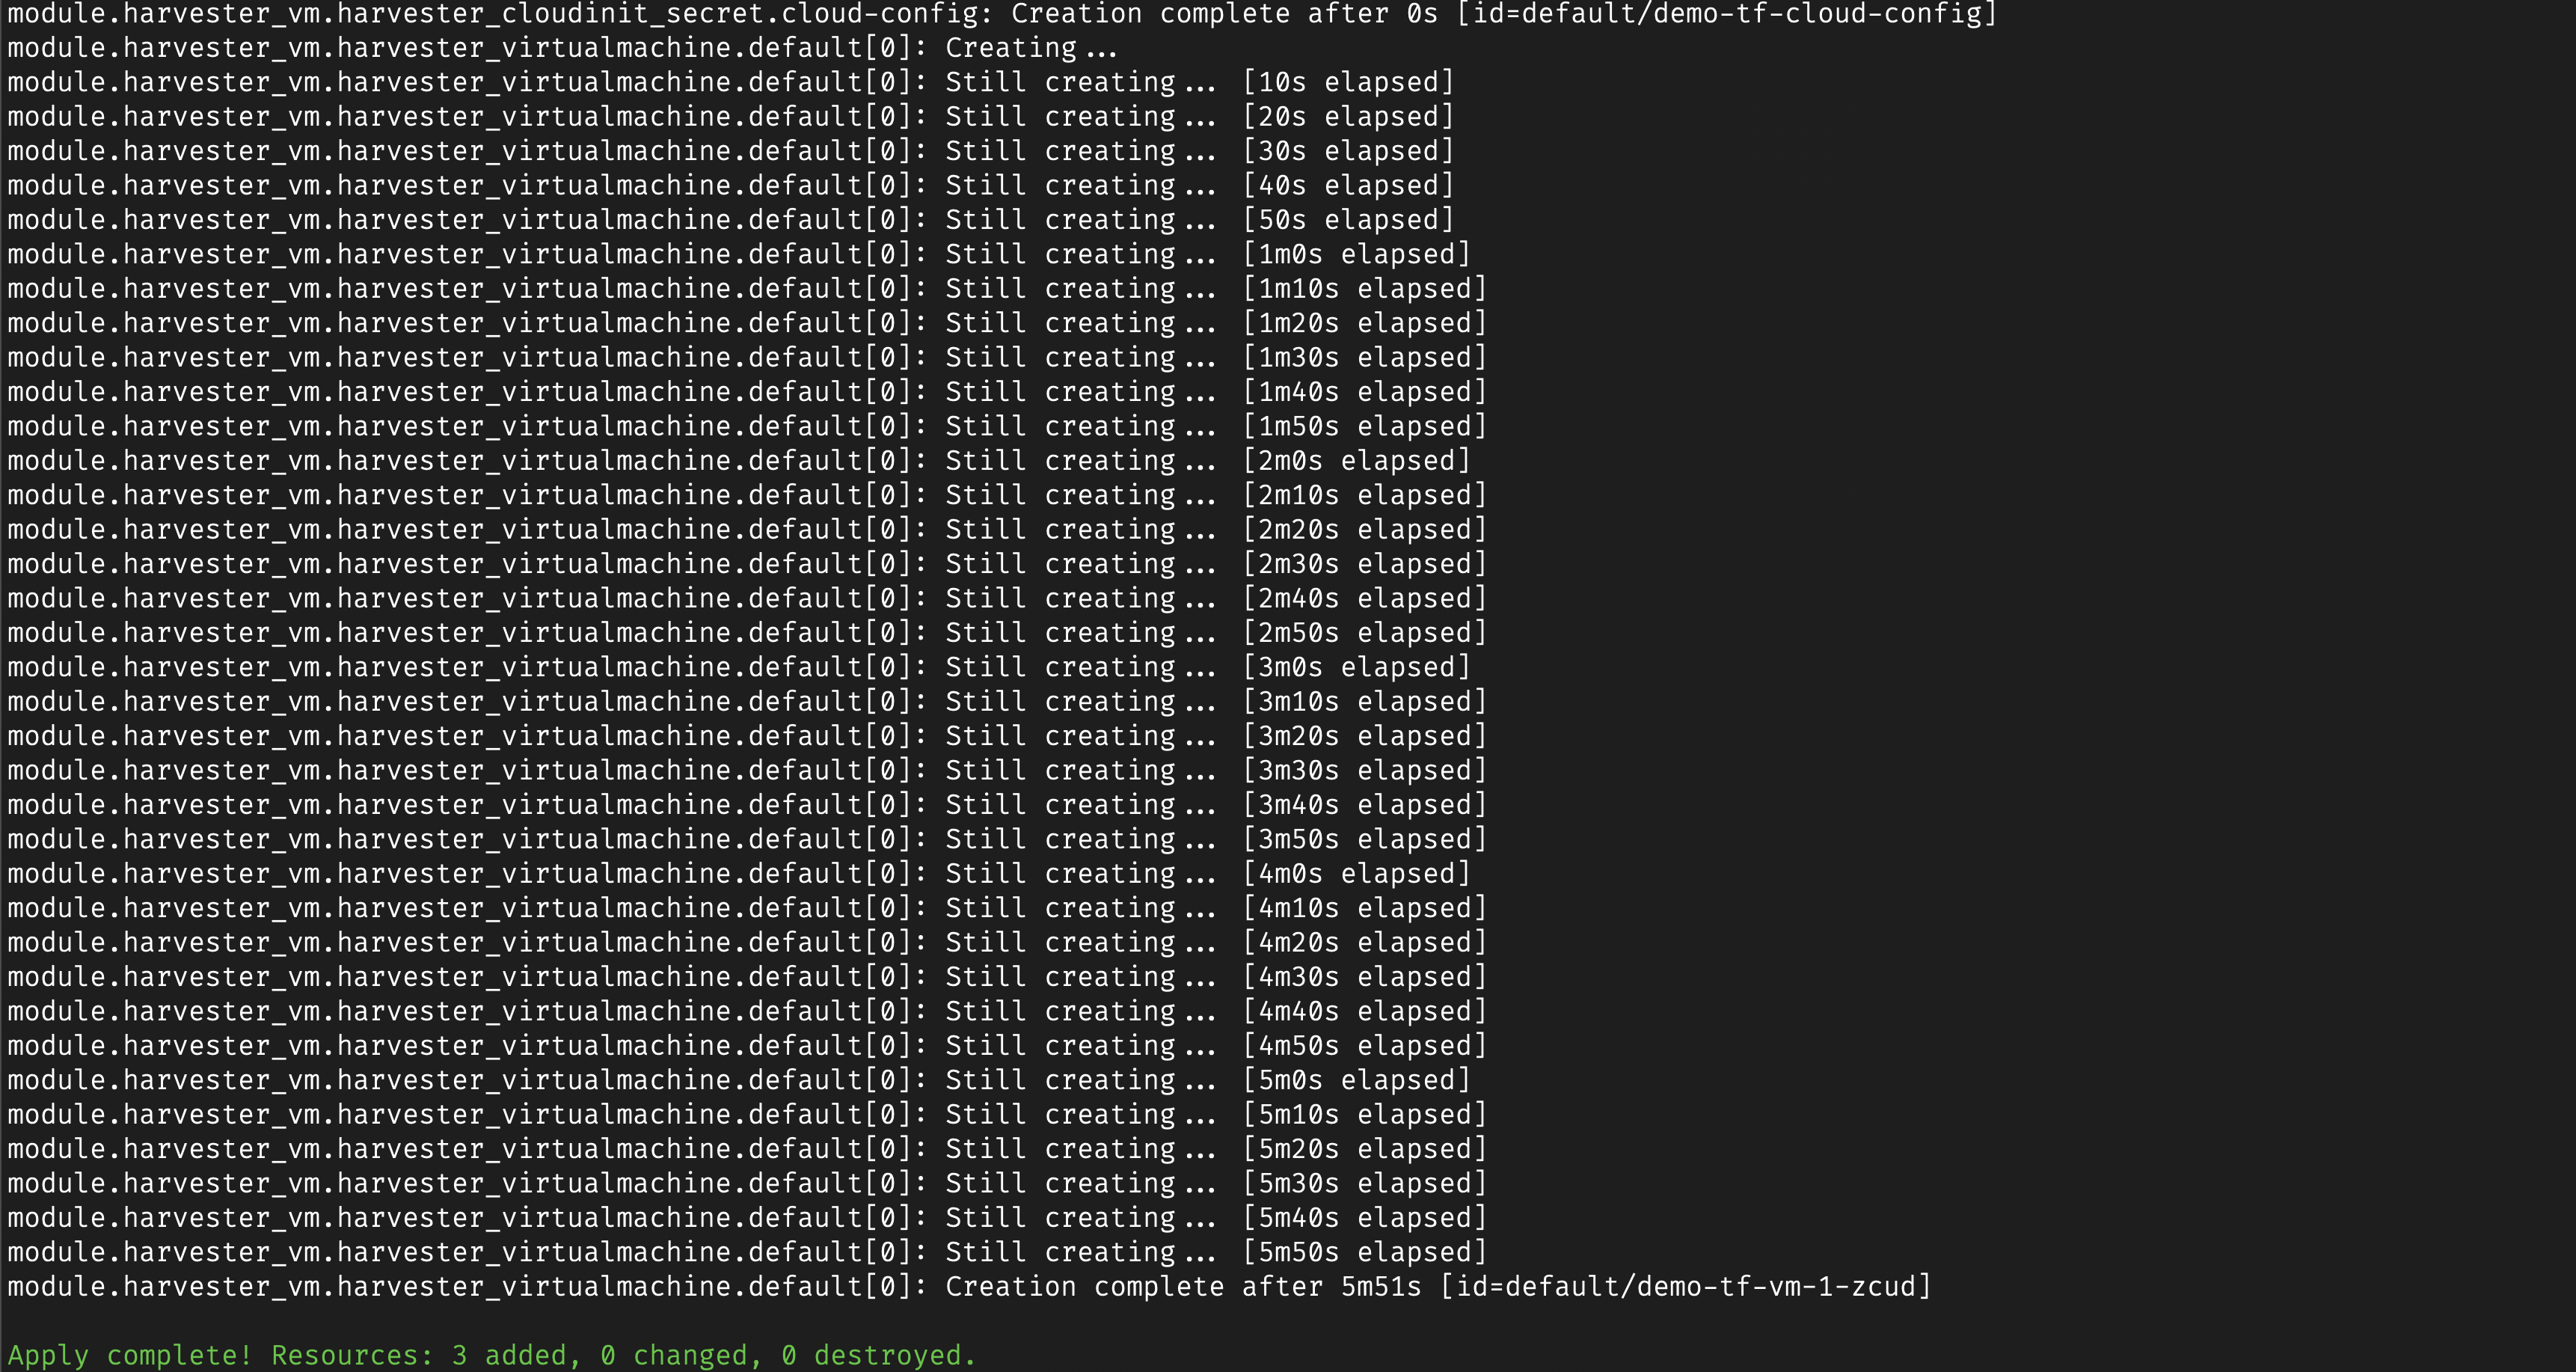 module.harvester_vm.harvester_cloudinit_secret.cloud-config: Creation complete after 0s [id=default/demo-tf-cloud-config]
module.harvester_vm.harvester_virtualmachine.default[0]: Creating...
module.harvester_vm.harvester_virtualmachine.default[0]: Still creating... [10s elapsed]
module.harvester_vm.harvester_virtualmachine.default[0]: Still creating... [20s elapsed]
module.harvester_vm.harvester_virtualmachine.default[0]: Still creating... [30s elapsed]
module.harvester_vm.harvester_virtualmachine.default[0]: Still creating... [40s elapsed]
module.harvester_vm.harvester_virtualmachine.default[0]: Still creating... [50s elapsed]
module.harvester_vm.harvester_virtualmachine.default[0]: Still creating... [1m0s elapsed]
module.harvester_vm.harvester_virtualmachine.default[0]: Still creating... [1m10s elapsed]
module.harvester_vm.harvester_virtualmachine.default[0]: Still creating... [1m20s elapsed]
module.harvester_vm.harvester_virtualmachine.default[0]: Still creating... [1m30s elapsed]
module.harvester_vm.harvester_virtualmachine.default[0]: Still creating... [1m40s elapsed]
module.harvester_vm.harvester_virtualmachine.default[0]: Still creating... [1m50s elapsed]
module.harvester_vm.harvester_virtualmachine.default[0]: Still creating... [2m0s elapsed]
module.harvester_vm.harvester_virtualmachine.default[0]: Still creating... [2m10s elapsed]
module.harvester_vm.harvester_virtualmachine.default[0]: Still creating... [2m20s elapsed]
module.harvester_vm.harvester_virtualmachine.default[0]: Still creating... [2m30s elapsed]
module.harvester_vm.harvester_virtualmachine.default[0]: Still creating... [2m40s elapsed]
module.harvester_vm.harvester_virtualmachine.default[0]: Still creating... [2m50s elapsed]
module.harvester_vm.harvester_virtualmachine.default[0]: Still creating... [3m0s elapsed]
module.harvester_vm.harvester_virtualmachine.default[0]: Still creating... [3m10s elapsed]
module.harvester_vm.harvester_virtualmachine.default[0]: Still creating... [3m20s elapsed]
module.harvester_vm.harvester_virtualmachine.default[0]: Still creating... [3m30s elapsed]
module.harvester_vm.harvester_virtualmachine.default[0]: Still creating... [3m40s elapsed]
module.harvester_vm.harvester_virtualmachine.default[0]: Still creating... [3m50s elapsed]
module.harvester_vm.harvester_virtualmachine.default[0]: Still creating... [4m0s elapsed]
module.harvester_vm.harvester_virtualmachine.default[0]: Still creating... [4m10s elapsed]
module.harvester_vm.harvester_virtualmachine.default[0]: Still creating... [4m20s elapsed]
module.harvester_vm.harvester_virtualmachine.default[0]: Still creating... [4m30s elapsed]
module.harvester_vm.harvester_virtualmachine.default[0]: Still creating... [4m40s elapsed]
module.harvester_vm.harvester_virtualmachine.default[0]: Still creating... [4m50s elapsed]
module.harvester_vm.harvester_virtualmachine.default[0]: Still creating... [5m0s elapsed]
module.harvester_vm.harvester_virtualmachine.default[0]: Still creating... [5m10s elapsed]
module.harvester_vm.harvester_virtualmachine.default[0]: Still creating... [5m20s elapsed]
module.harvester_vm.harvester_virtualmachine.default[0]: Still creating... [5m30s elapsed]
module.harvester_vm.harvester_virtualmachine.default[0]: Still creating... [5m40s elapsed]
module.harvester_vm.harvester_virtualmachine.default[0]: Still creating... [5m50s elapsed]
module.harvester_vm.harvester_virtualmachine.default[0]: Creation complete after 5m51s [id=default/demo-tf-vm-1-zcud]
Apply complete! Resources: 3 added, 0 changed, 0 destroyed.